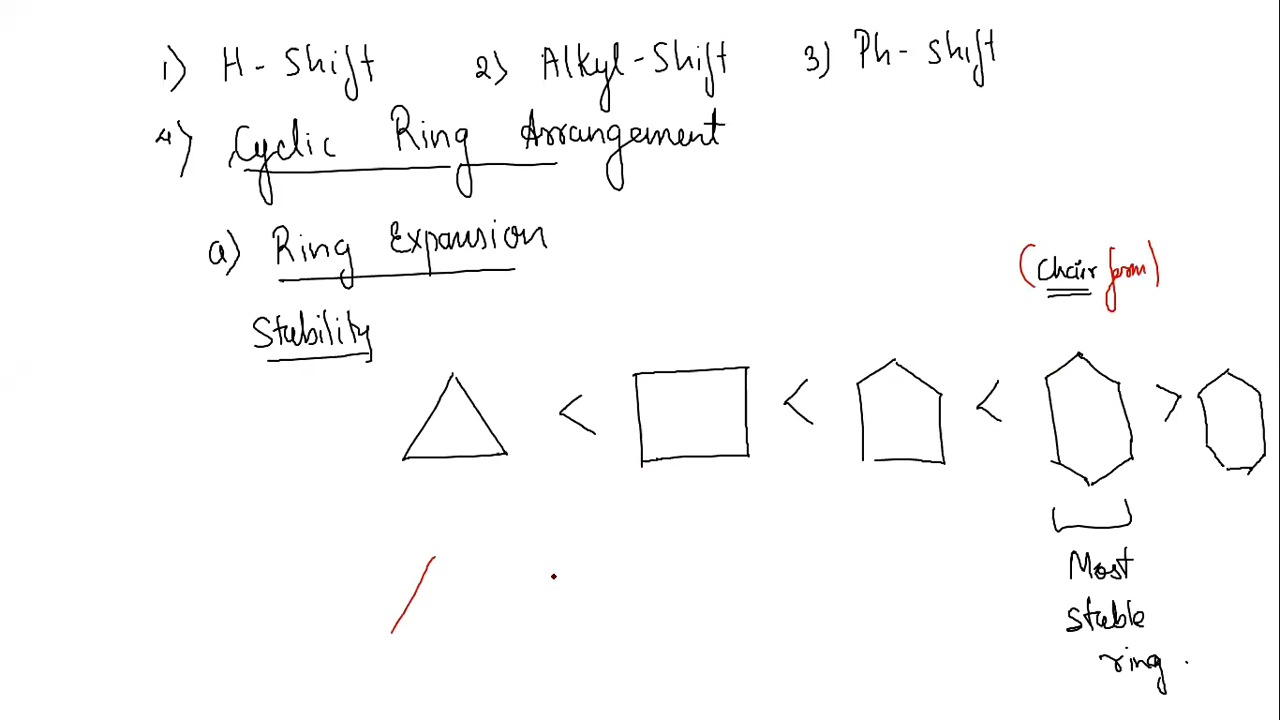 1) H - Shift 2) Alkyl - Shift 3) Ph - Shift
4) Cyclic Ring Arrangement
a) Ring Expansion
(Chair form)
Stability
< < < >
Most
stable
ring.